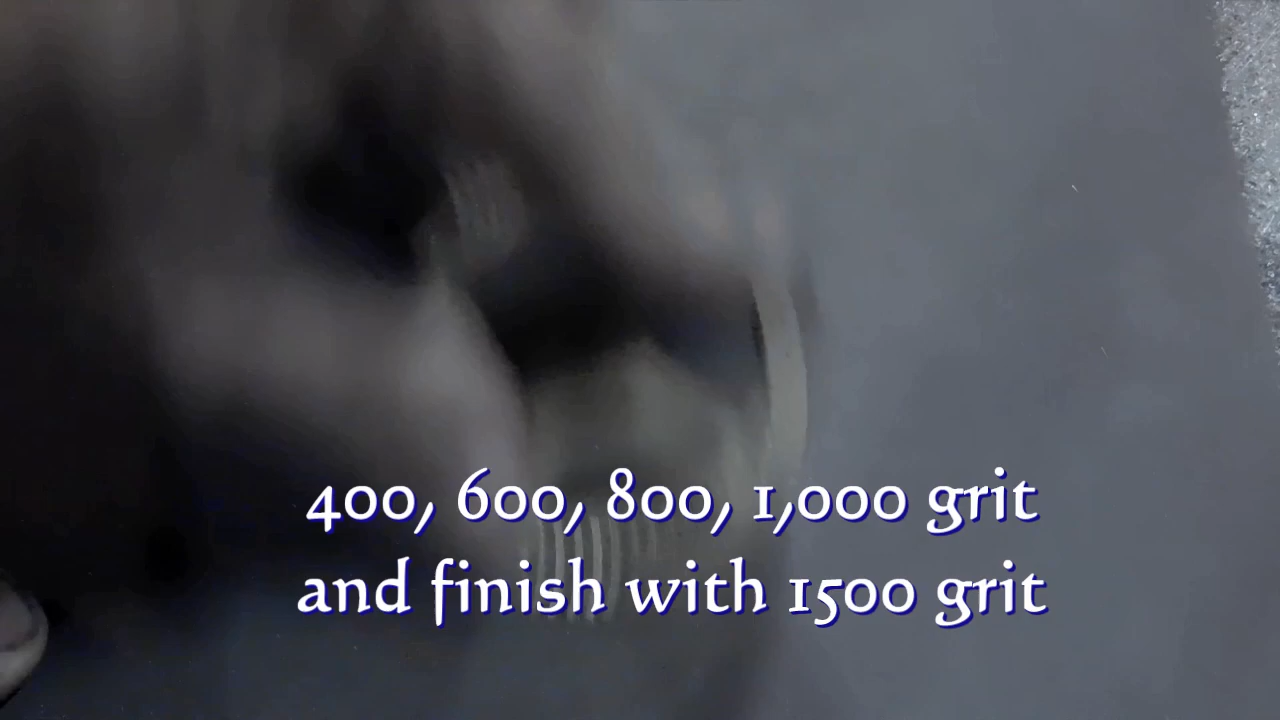 400, 600, 800, 1,000 grit
and finish with 1500 grit